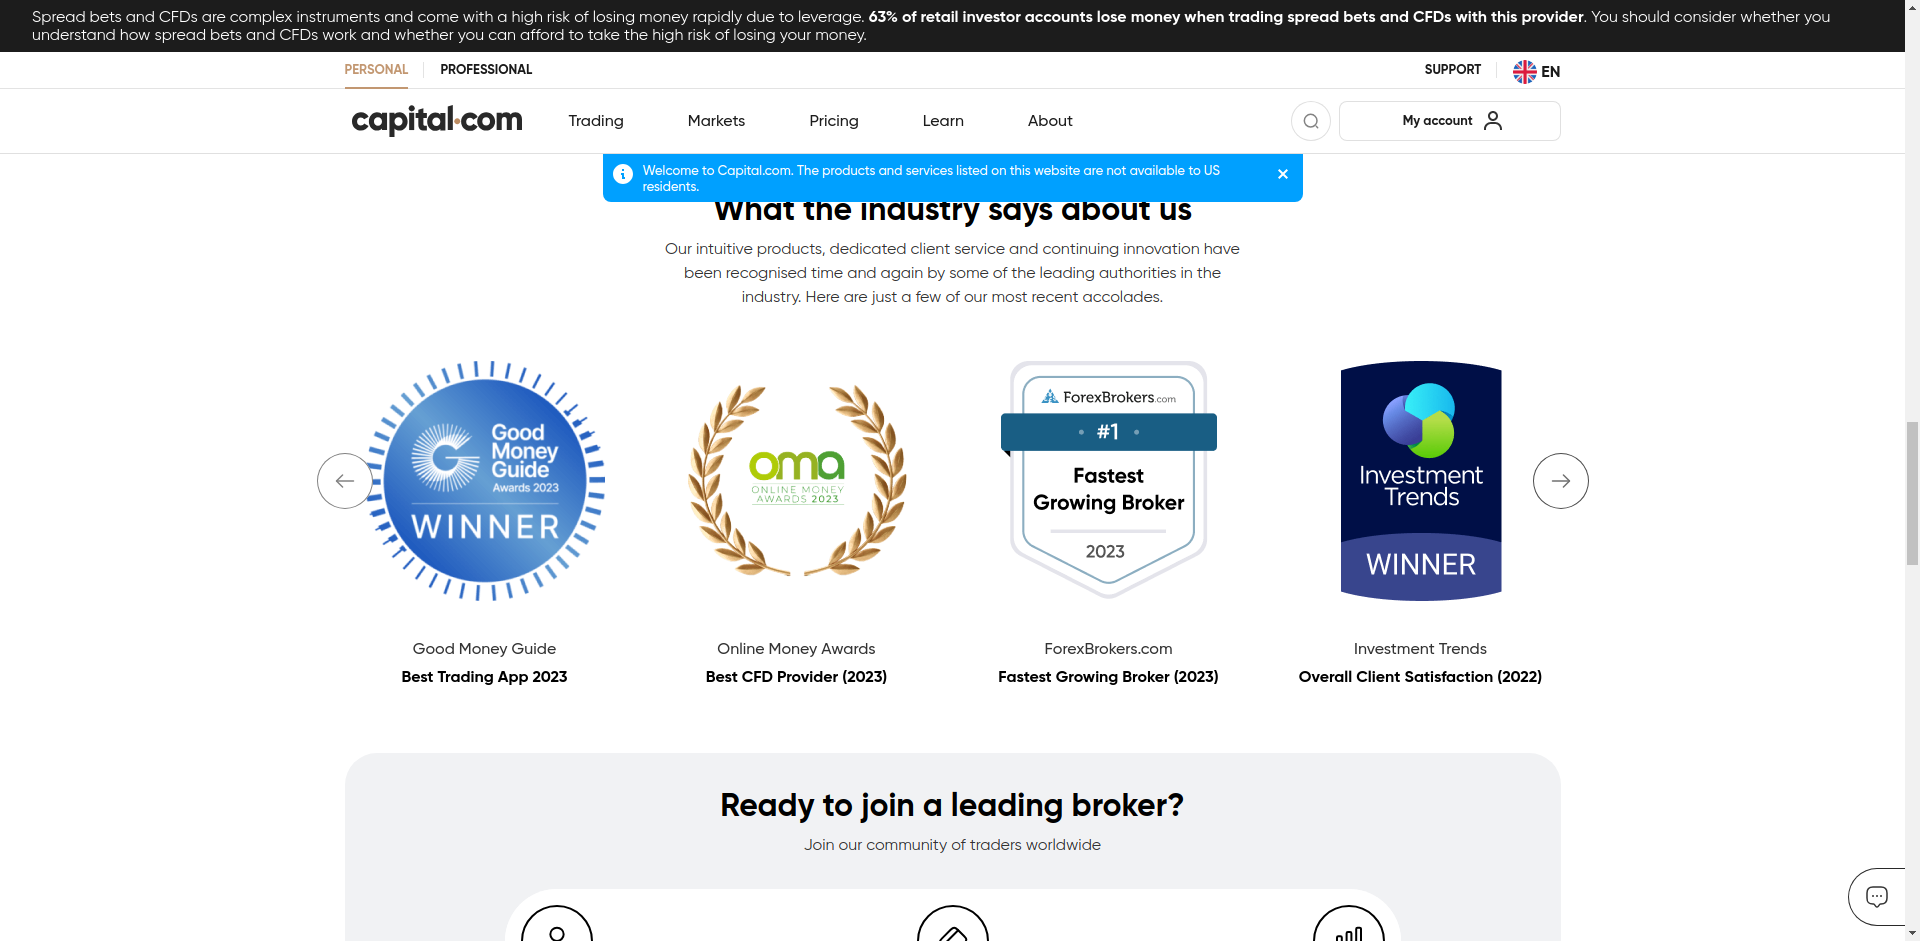 Spread bets and CFDs are complex instruments and come with a high risk of losing money rapidly due to leverage. 63% of retail investor accounts lose money when trading spread bets and CFDs with this provider. You should consider whether you
understand how spread bets and CFDs work and whether you can afford to take the high risk of losing your money.
PERSONAL PROFESSIONAL SUPPORT EN
capital.com Trading Markets Pricing Learn About My account
Welcome to Capital.com. The products and services listed on this website are not available to US
residents.
What the industry says about us
Our intuitive products, dedicated client service and continuing innovation have
been recognised time and again by some of the leading authorities in the
industry. Here are just a few of our most recent accolades.
Good
Money
Guide
Awards 2023
WINNER
oma
ONLINE MONEY
AWARDS 2023
ForexBrokers.com
#1
Fastest
Growing Broker
2023
Investment
Trends
WINNER
Good Money Guide
Best Trading App 2023
Online Money Awards
Best CFD Provider (2023)
ForexBrokers.com
Fastest Growing Broker (2023)
Investment Trends
Overall Client Satisfaction (2022)
Ready to join a leading broker?
Join our community of traders worldwide